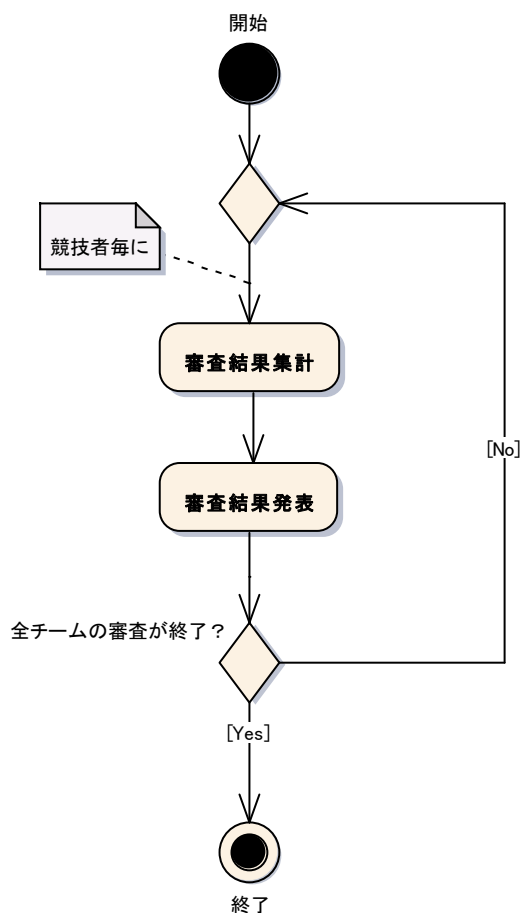 開始
競技者毎に
審査結果集計
[No]
審査結果発表
全チームの審査が終了？
[Yes]
終了